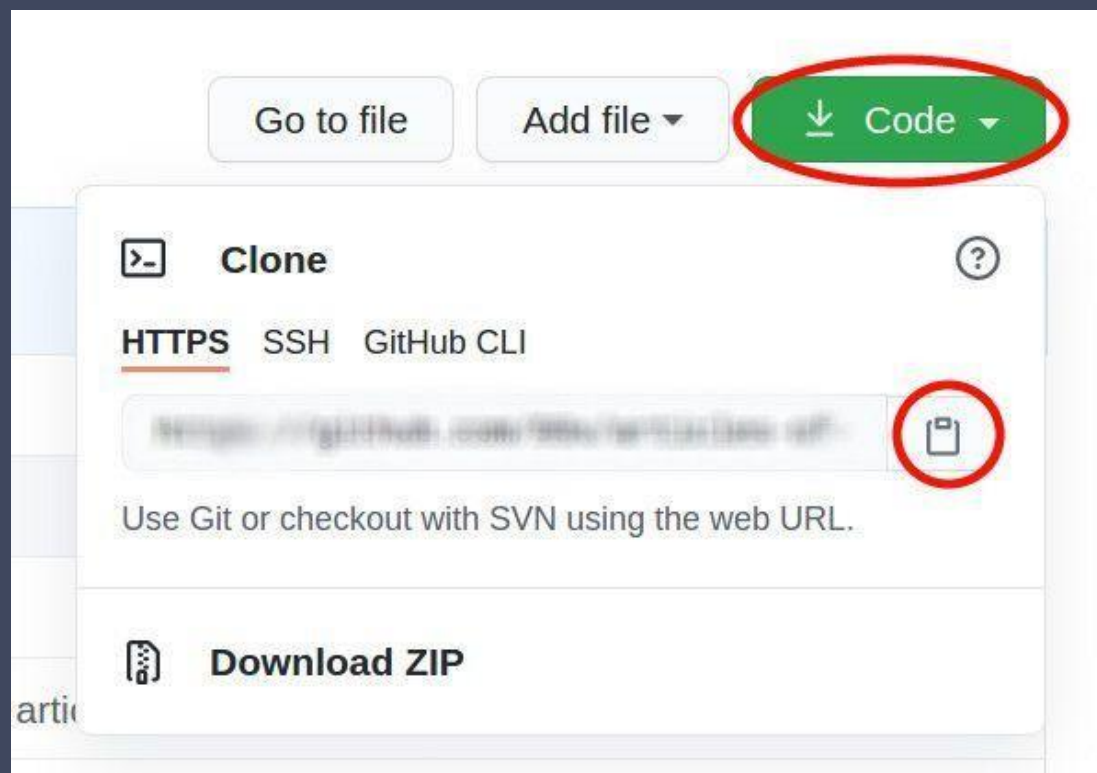 Go to file Add file Code
Clone
HTTPS SSH GitHub CLI
Use Git or checkout with SVN using the web URL.
Download ZIP